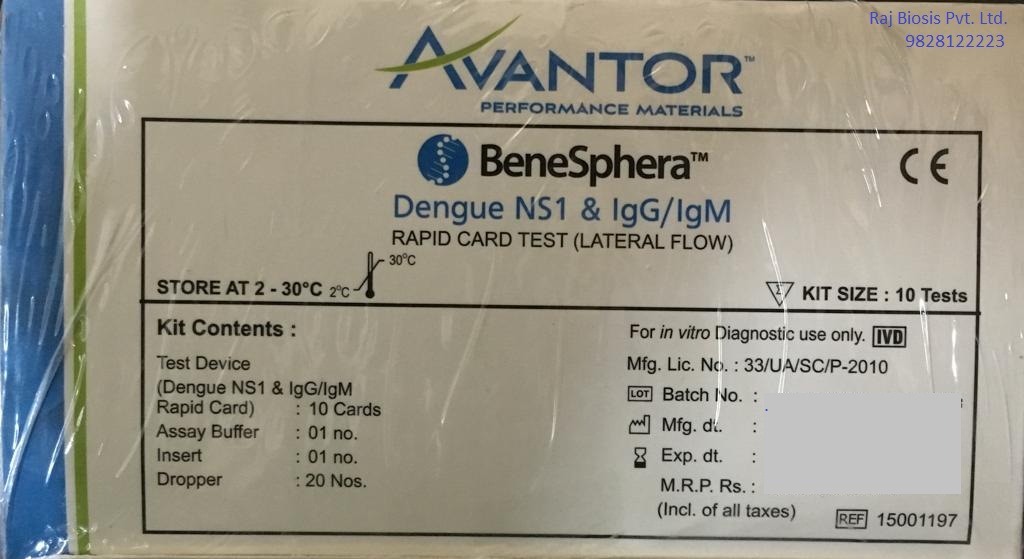 Raj Biosis Pvt. Ltd.
9828122223
AVANTOR™
PERFORMANCE MATERIALS
BeneSphera™
CE
Dengue NS1 & IgG/IgM
RAPID CARD TEST (LATERAL FLOW)
30°C
STORE AT 2 - 30°C 2°C
Σ KIT SIZE : 10 Tests
Kit Contents :
Test Device
(Dengue NS1 & IgG/IgM
Rapid Card) : 10 Cards
Assay Buffer : 01 no.
Insert : 01 no.
Dropper : 20 Nos.
For in vitro Diagnostic use only. IVD
Mfg. Lic. No. : 33/UA/SC/P-2010
LOT Batch No. :
Mfg. dt. :
Exp. dt. :
M.R.P. Rs. :
(Incl. of all taxes)
REF 15001197